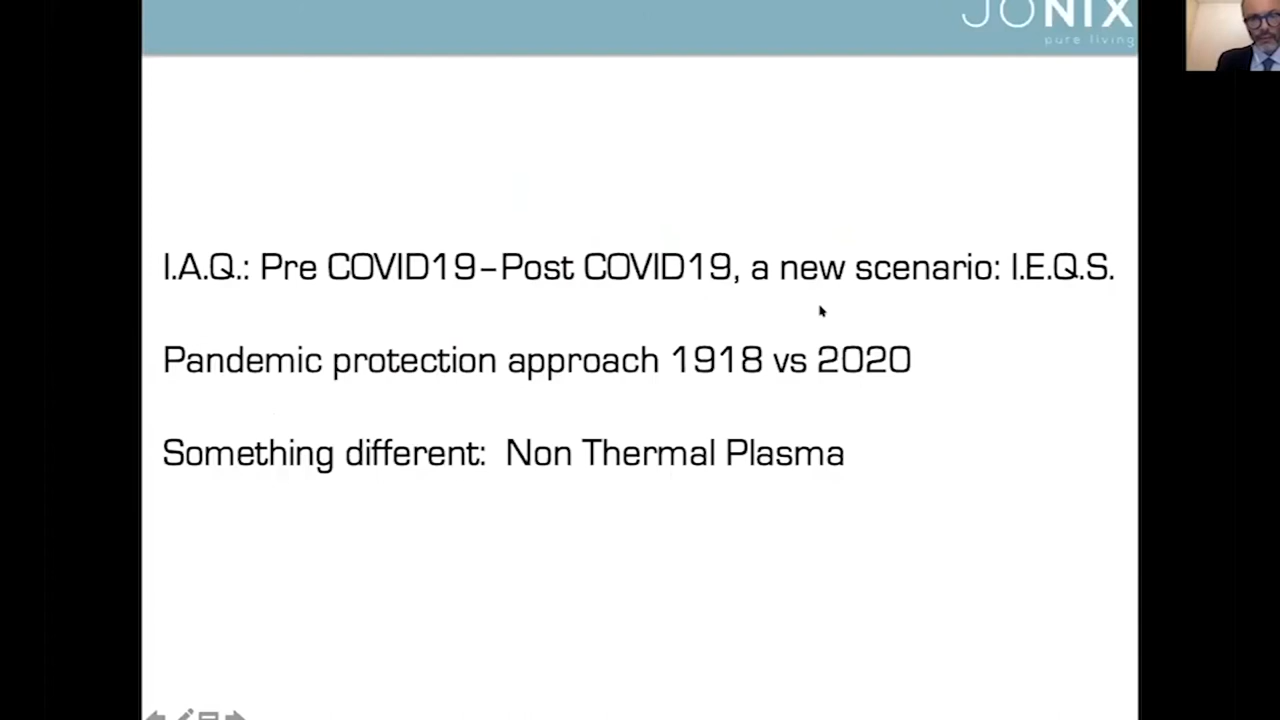 JONIX
pure living
I.A.Q.: Pre COVID19–Post COVID19, a new scenario: I.E.Q.S.
Pandemic protection approach 1918 vs 2020
Something different:  Non Thermal Plasma